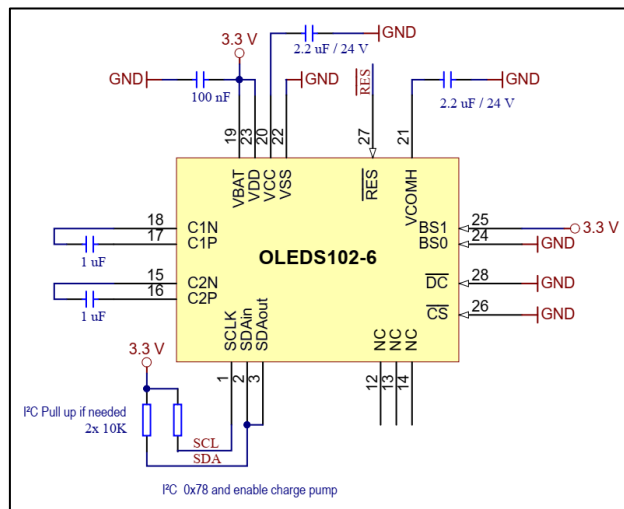 3.3 V
GND
100 nF
2.2 uF / 24 V
GND
GND
RES
2.2 uF / 24 V
GND
19
23
20
22
27
21
VBAT
VDD
VCC
VSS
RES
VCOMH
18
C1N
17
C1P
1 uF
15
C2N
16
C2P
1 uF
OLEDS102-6
BS1
25
3.3 V
BS0
24
GND
DC
28
GND
CS
26
GND
SCLK
SDAin
SDAout
NC
NC
NC
1
2
3
12
13
14
3.3 V
I²C Pull up if needed
2x 10K
SCL
SDA
I²C 0x78 and enable charge pump